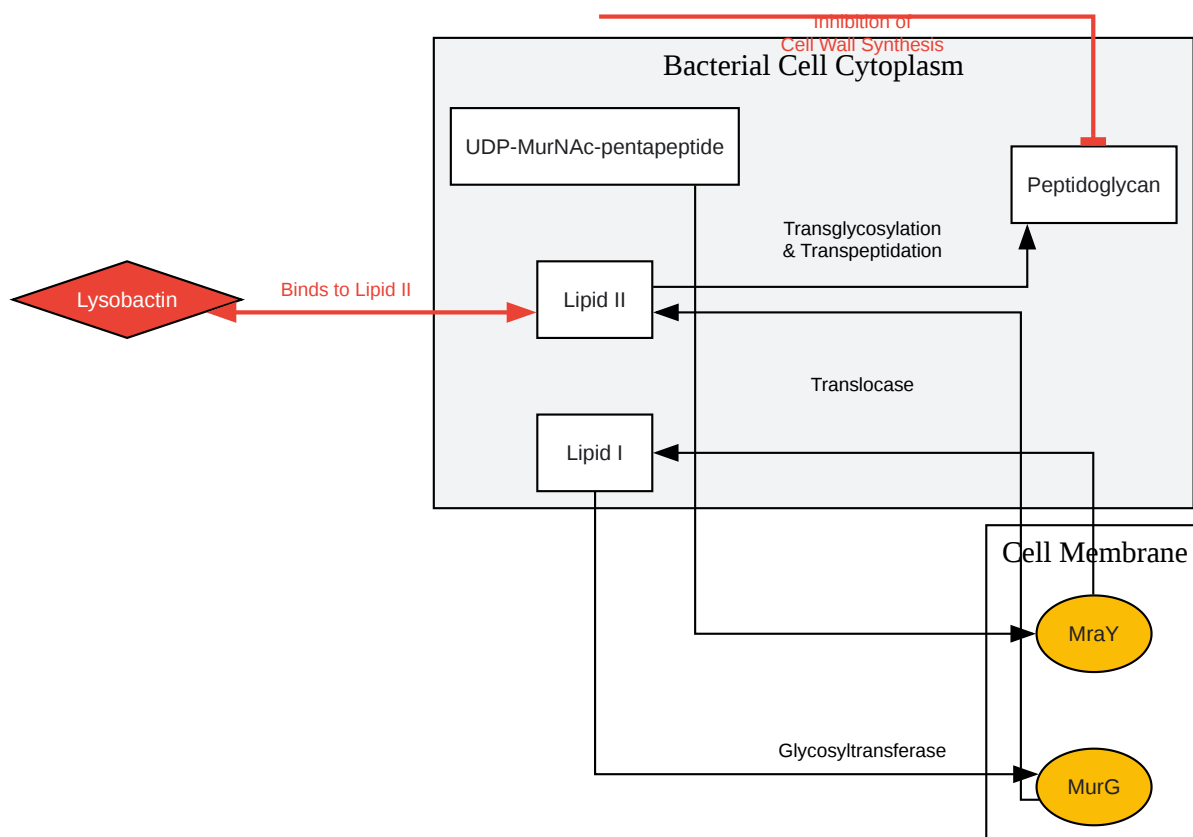 Inhibition of
Cell Wall Synthesis
Bacterial Cell Cytoplasm
UDP-MurNAc-pentapeptide
Peptidoglycan
Transglycosylation
& Transpeptidation
Lysobactin
Binds to Lipid II
Lipid II
Translocase
Lipid I
Cell Membrane
MraY
Glycosyltransferase
MurG